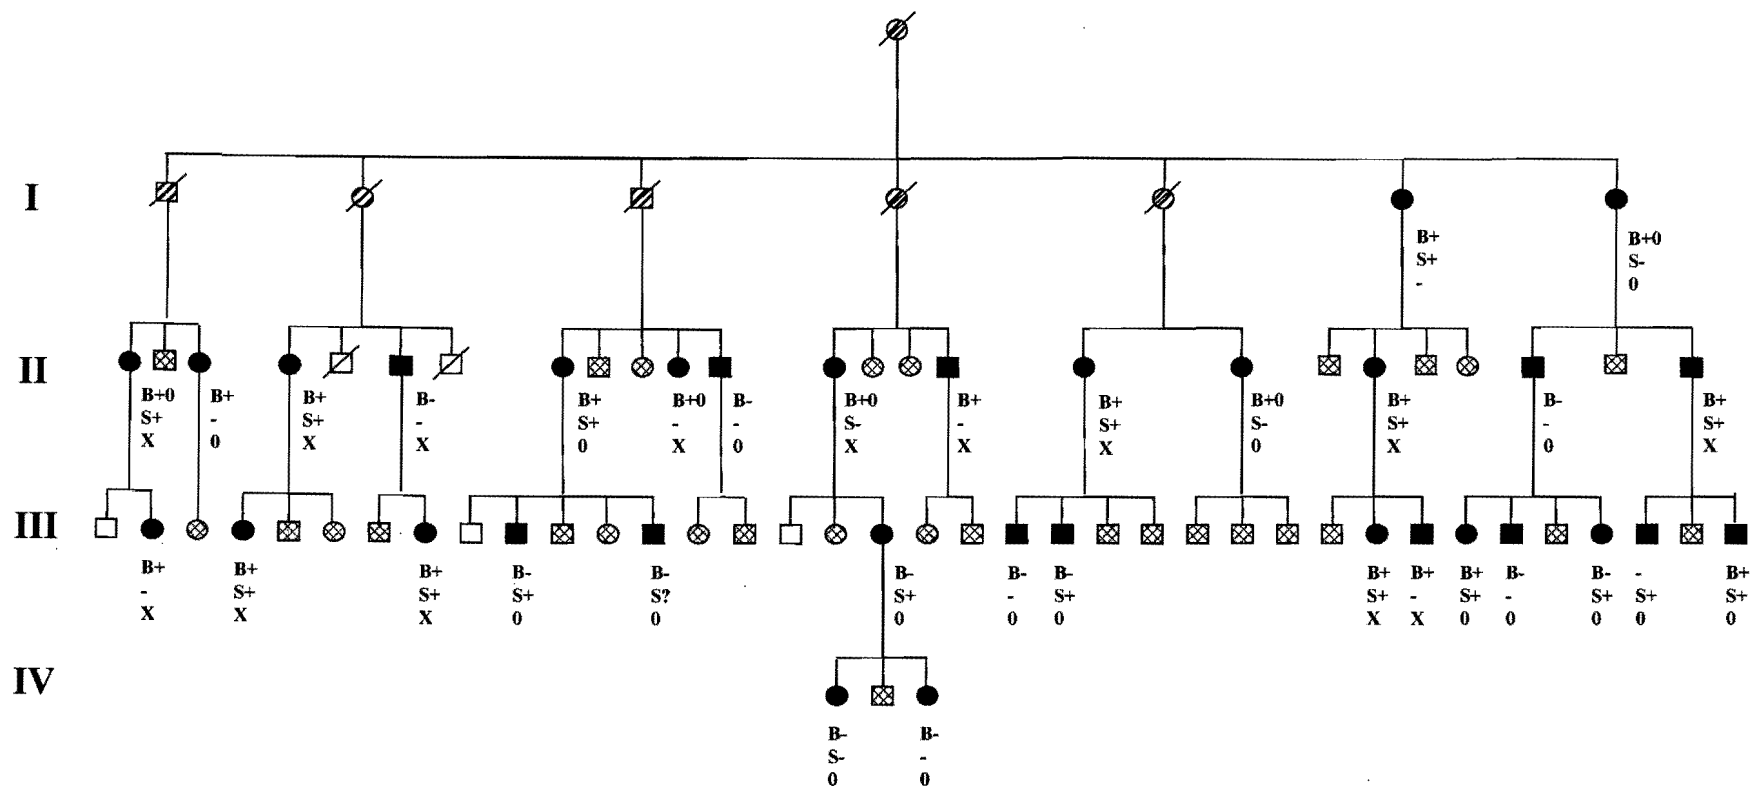 I
B+
S+
-
B+0
S-
0
II
B+0
S+
X
B+
-
0
B+
S+
X
B-
-
X
B+
S+
0
B+0
-
X
B-
-
0
B+0
S-
X
B+
-
X
B+
S+
X
B+0
S-
0
B+
S+
X
B-
-
0
B+
S+
X
III
B+
-
X
B+
S+
X
B+
S+
X
B-
S+
0
B-
S?
0
B-
S+
0
B-
-
0
B-
S+
0
B+
S+
X
B+
-
X
B+
S+
0
B-
-
0
B-
S+
0
-
S+
0
B+
S+
0
IV
B-
S-
0
B-
-
0